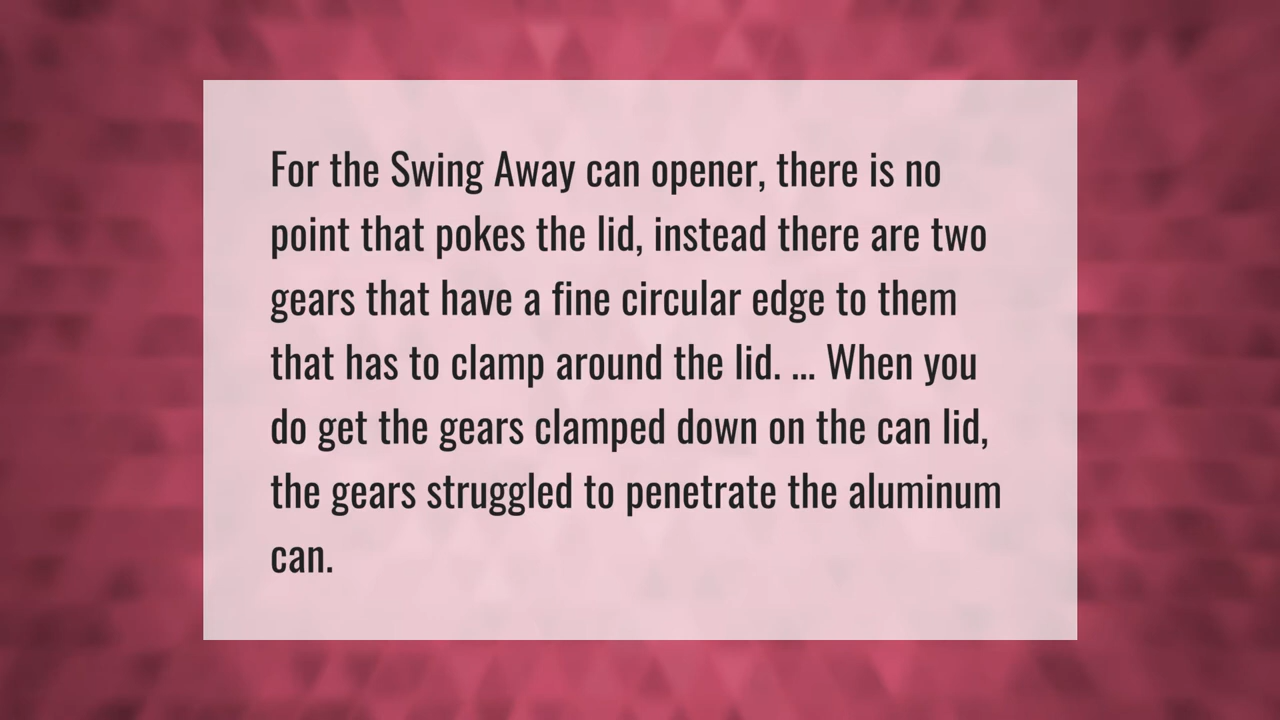 For the Swing Away can opener, there is no
point that pokes the lid, instead there are two
gears that have a fine circular edge to them
that has to clamp around the lid. ... When you
do get the gears clamped down on the can lid,
the gears struggled to penetrate the aluminum
can.